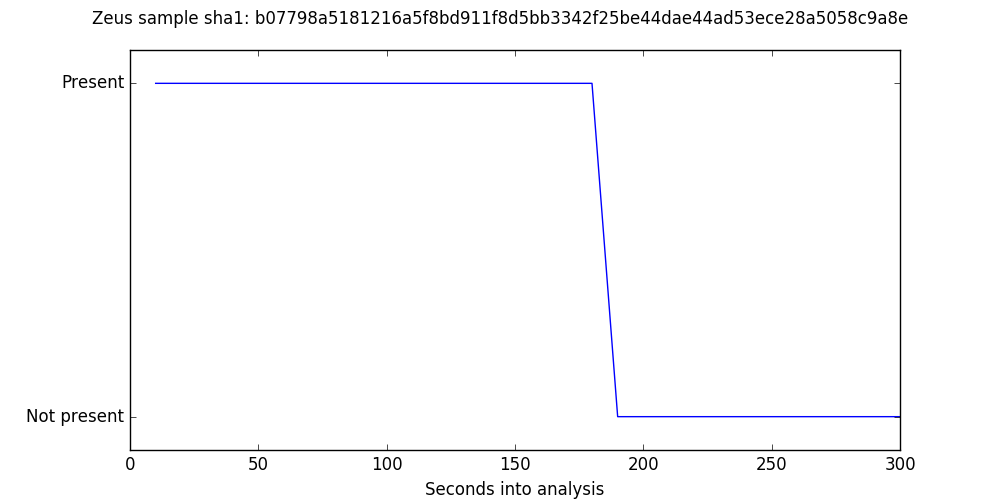 Zeus sample sha1: b07798a5181216a5f8bd911f8d5bb3342f25be44dae44ad53ece28a5058c9a8e
Present
Not present
0 50 100 150 200 250 300
Seconds into analysis